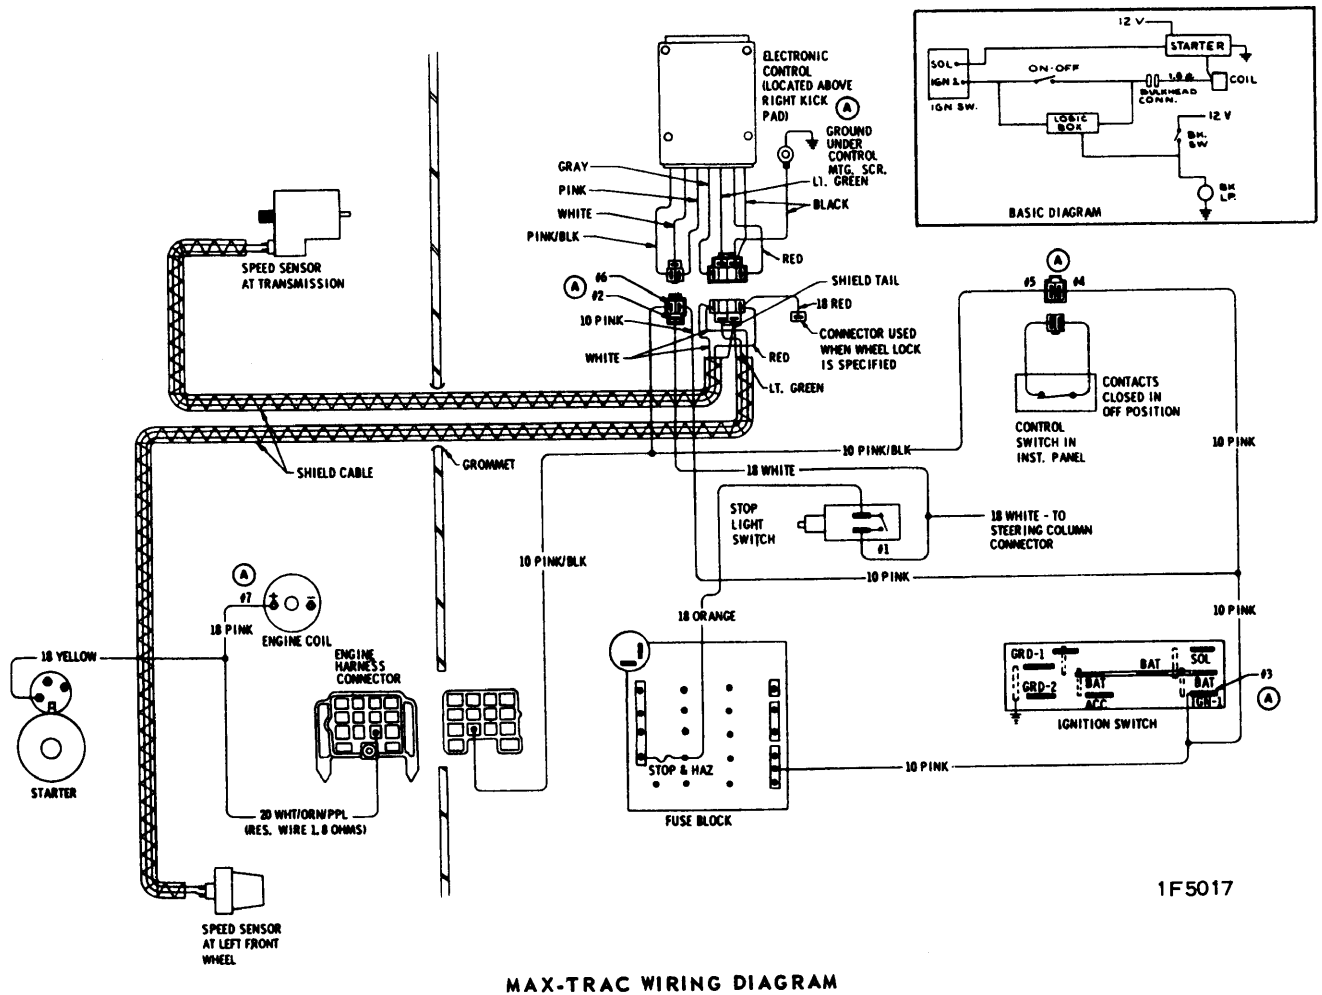 12 V
STARTER
SOL
IGN 1.
IGN SW.
ON-OFF
1.8 Ω
BULKHEAD
CONN.
COIL
LOGIC
BOX
12 V
BK.
SW
BK
LP.
BASIC DIAGRAM
ELECTRONIC
CONTROL
(LOCATED ABOVE
RIGHT KICK
PAD)
A
GROUND
UNDER
CONTROL
MTG. SCR.
GRAY
PINK
WHITE
PINK/BLK
LT. GREEN
BLACK
RED
SPEED SENSOR
AT TRANSMISSION
A
#6
#2
10 PINK
WHITE
SHIELD TAIL
18 RED
CONNECTOR USED
WHEN WHEEL LOCK
IS SPECIFIED
RED
LT. GREEN
A
#5
#4
CONTACTS
CLOSED IN
OFF POSITION
CONTROL
SWITCH IN
INST. PANEL
10 PINK
SHIELD CABLE
GROMMET
10 PINK/BLK
18 WHITE
STOP
LIGHT
SWITCH
#1
18 WHITE - TO
STEERING COLUMN
CONNECTOR
10 PINK/BLK
10 PINK
10 PINK
18 ORANGE
A
#7
+
-
18 PINK
ENGINE COIL
18 YELLOW
ENGINE
HARNESS
CONNECTOR
STARTER
20 WHT/ORN/PPL
(RES. WIRE 1.8 OHMS)
STOP & HAZ
FUSE BLOCK
10 PINK
GRD-1
GRD-2
BAT
BAT
ACC
SOL
BAT
IGN-1
#3
A
IGNITION SWITCH
SPEED SENSOR
AT LEFT FRONT
WHEEL
1F5017
MAX-TRAC WIRING DIAGRAM